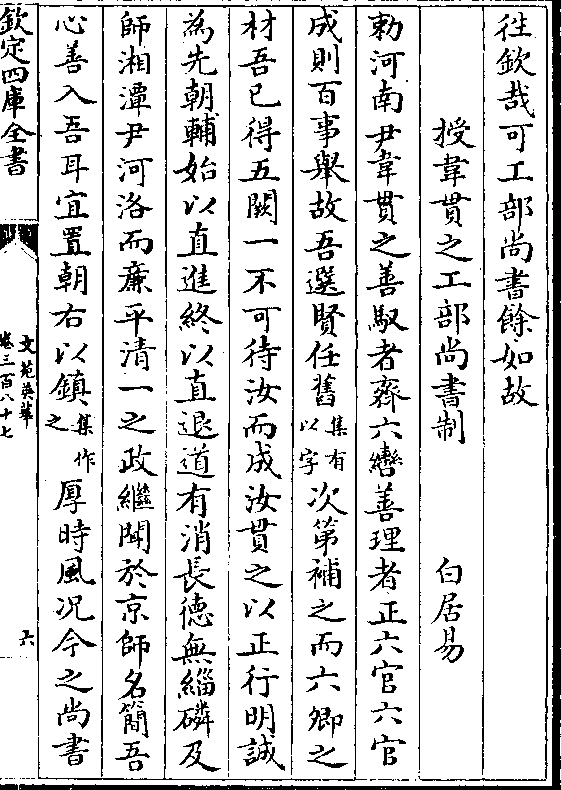 徃欽哉可工部尚書餘如故
授韋貫之工部尚書制 白居易
勅河南尹韋貫之善馭者齊六轡善理者正六官六官
成則百事舉故吾選賢任舊集有以字次第補之而六卿之
材吾已得五闕一不可待汝而成汝貫之以正行明誠
為先朝輔始以直進終以直退道有消長德無緇磷及
師湘潭尹河洛而廉平清一之政繼聞於京師名簡吾
心善入吾耳宜置朝右以鎮集作之厚時風况今之尚書
欽定四庫全書
文苑英華
卷三百八十七
六